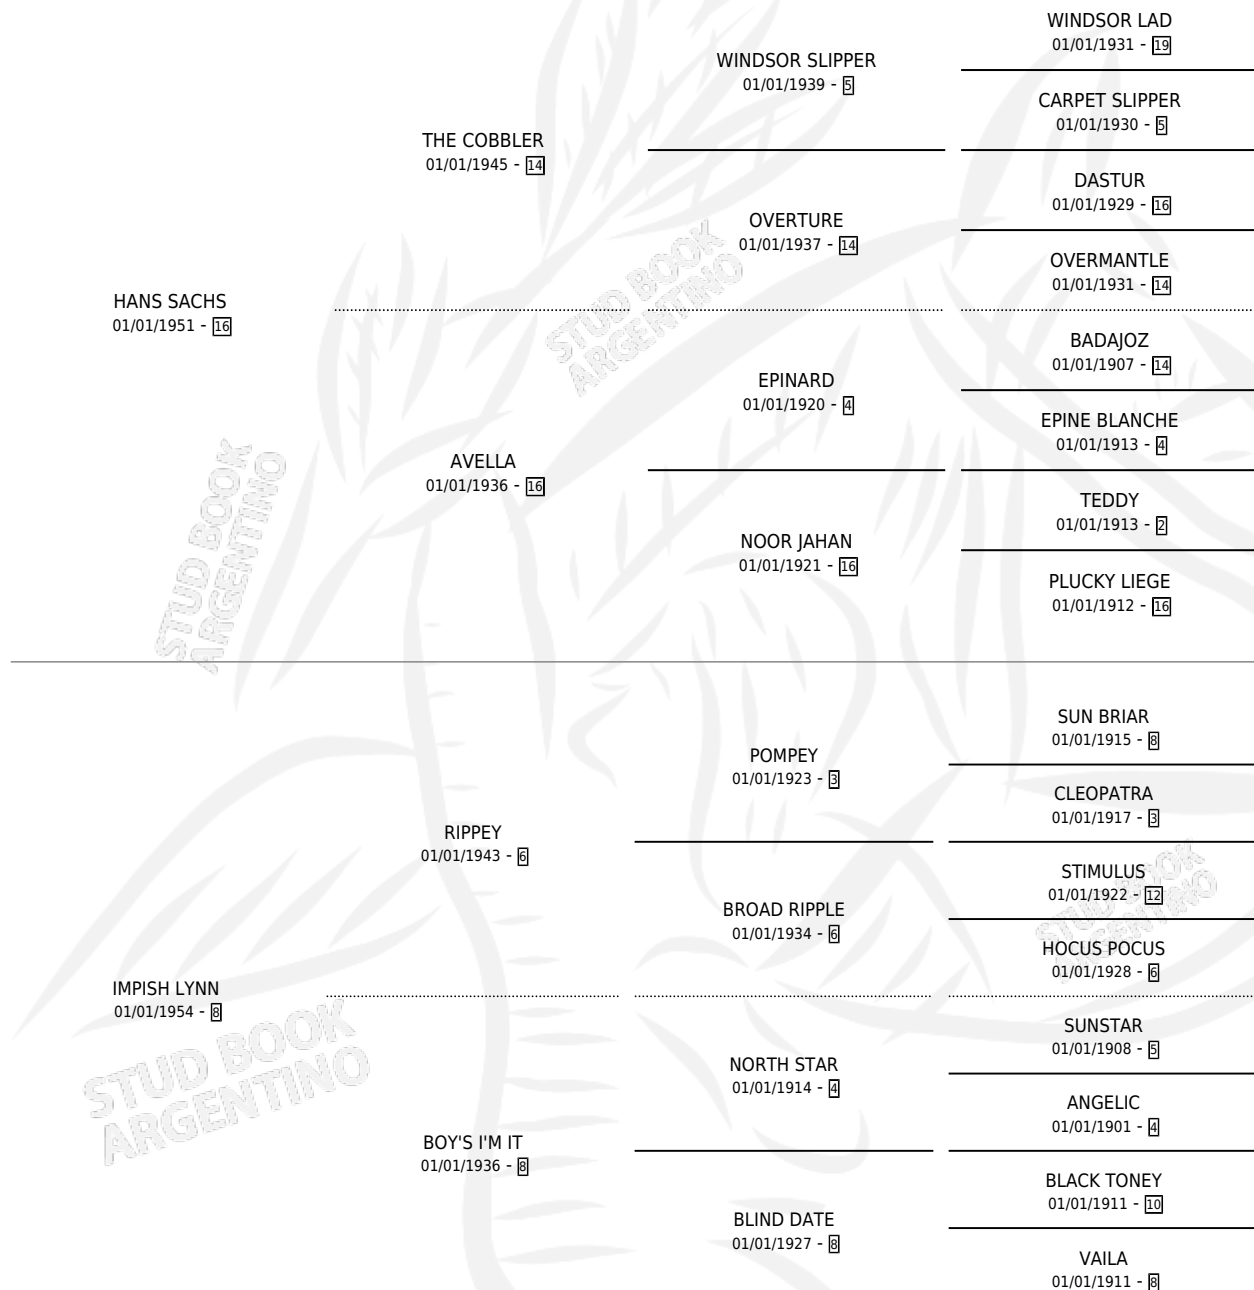 WINDSOR LAD
01/01/1931 - 19
WINDSOR SLIPPER
01/01/1939 - 5
CARPET SLIPPER
01/01/1930 - 5
THE COBBLER
01/01/1945 - 14
DASTUR
01/01/1929 - 16
OVERTURE
01/01/1937 - 14
OVERMANTLE
01/01/1931 - 14
HANS SACHS
01/01/1951 - 16
BADAJOZ
01/01/1907 - 14
EPINARD
01/01/1920 - 4
EPINE BLANCHE
01/01/1913 - 4
AVELLA
01/01/1936 - 16
TEDDY
01/01/1913 - 2
NOOR JAHAN
01/01/1921 - 16
PLUCKY LIEGE
01/01/1912 - 16
SUN BRIAR
01/01/1915 - 8
POMPEY
01/01/1923 - 3
CLEOPATRA
01/01/1917 - 3
RIPPEY
01/01/1943 - 6
STIMULUS
01/01/1922 - 12
BROAD RIPPLE
01/01/1934 - 6
HOCUS POCUS
01/01/1928 - 6
IMPISH LYNN
01/01/1954 - 8
SUNSTAR
01/01/1908 - 5
NORTH STAR
01/01/1914 - 4
ANGELIC
01/01/1901 - 4
BOY'S I'M IT
01/01/1936 - 8
BLACK TONEY
01/01/1911 - 10
BLIND DATE
01/01/1927 - 8
VAILA
01/01/1911 - 8
STUD BOOK
ARGENTINO
STUD BOOK
ARGENTINO
STUD BOOK
ARGENTINO
STUD BOOK
ARGENTINO